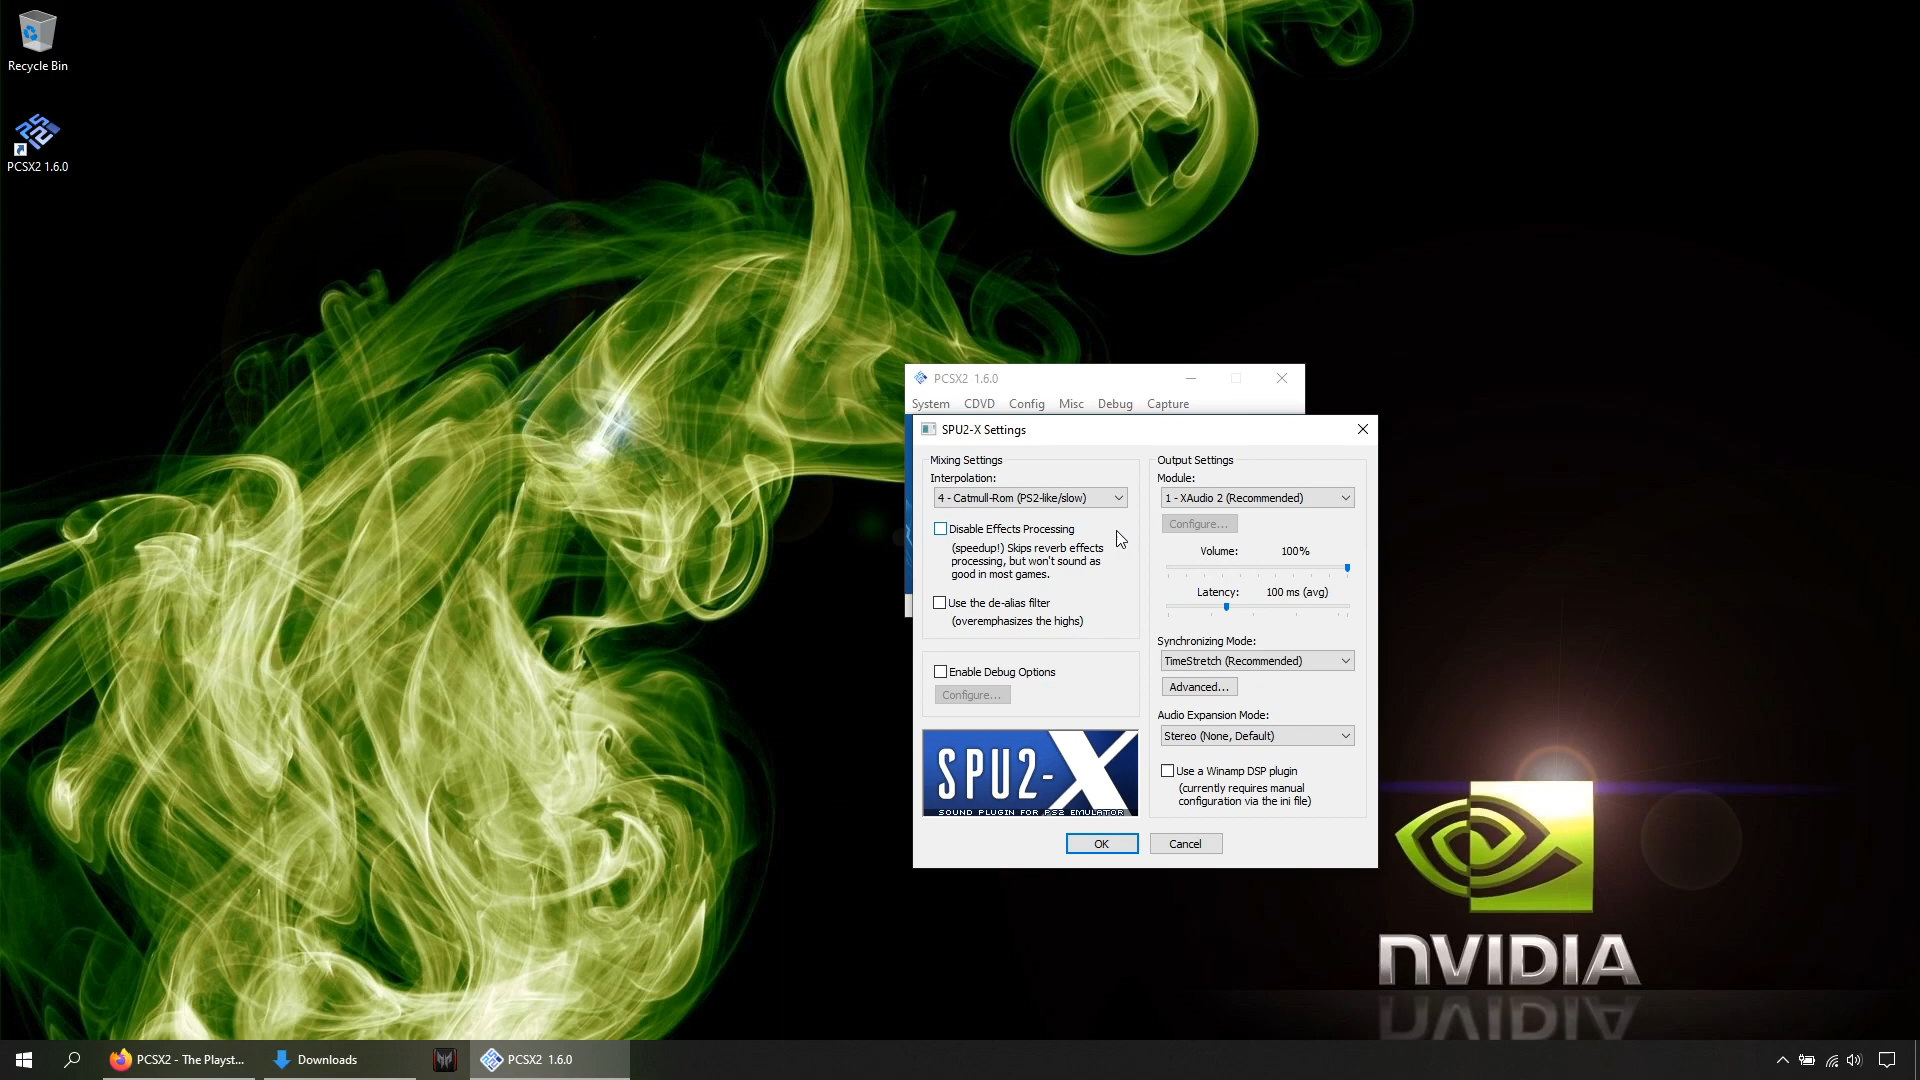 Recycle Bin
PCSX2 1.6.0
PCSX2 1.6.0
System CDVD Config Misc Debug Capture
SPU2-X Settings
Mixing Settings
Interpolation:
4 - Catmull-Rom (PS2-like/slow)
Disable Effects Processing
(speedup!) Skips reverb effects
processing, but won't sound as
good in most games.
Use the de-alias filter
(overemphasizes the highs)
Enable Debug Options
Configure...
SPU2-X
SOUND PLUGIN FOR PS2 EMULATOR
Output Settings
Module:
1 - XAudio 2 (Recommended)
Configure...
Volume: 100%
Latency: 100 ms (avg)
Synchronizing Mode:
TimeStretch (Recommended)
Advanced...
Audio Expansion Mode:
Stereo (None, Default)
Use a Winamp DSP plugin
(currently requires manual
configuration via the ini file)
OK Cancel
NVIDIA
PCSX2 - The Playst... Downloads PCSX2 1.6.0